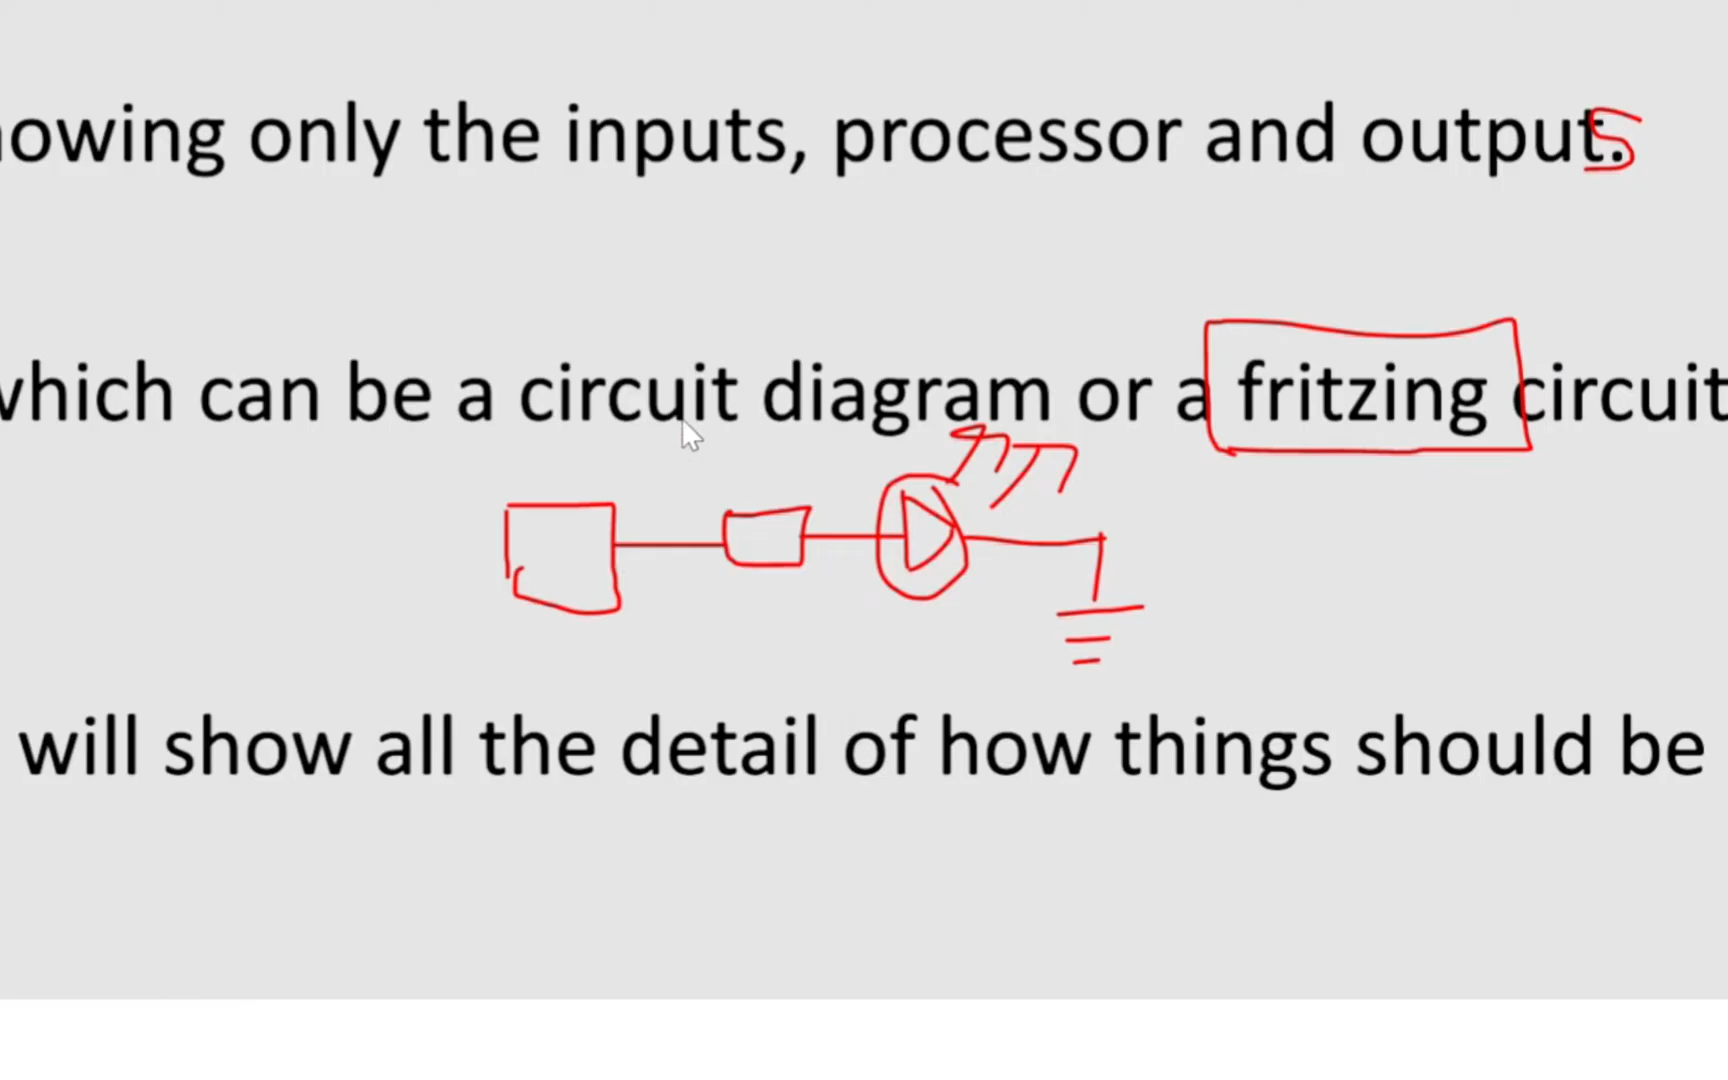 howing only the inputs, processor and outputs.
which can be a circuit diagram or a fritzing circuit
will show all the detail of how things should be